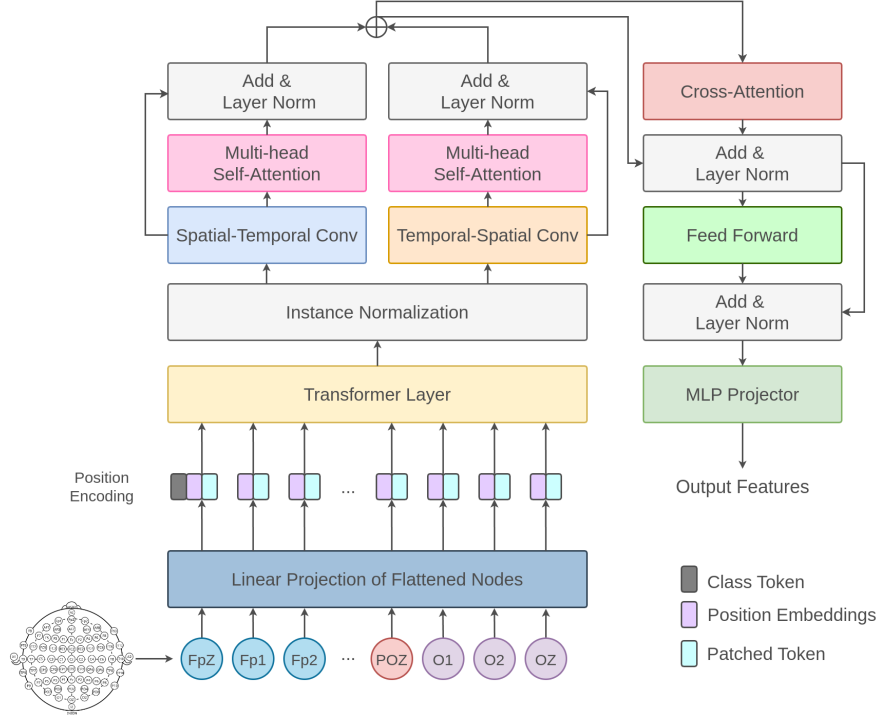 Add &
Layer Norm
Add &
Layer Norm
Cross-Attention
Multi-head
Self-Attention
Multi-head
Self-Attention
Add &
Layer Norm
Spatial-Temporal Conv
Temporal-Spatial Conv
Feed Forward
Instance Normalization
Add &
Layer Norm
Transformer Layer
MLP Projector
Position
Encoding
...
Output Features
Linear Projection of Flattened Nodes
Class Token
Position Embeddings
Patched Token
FpZ
Fp1
Fp2
...
POZ
O1
O2
OZ